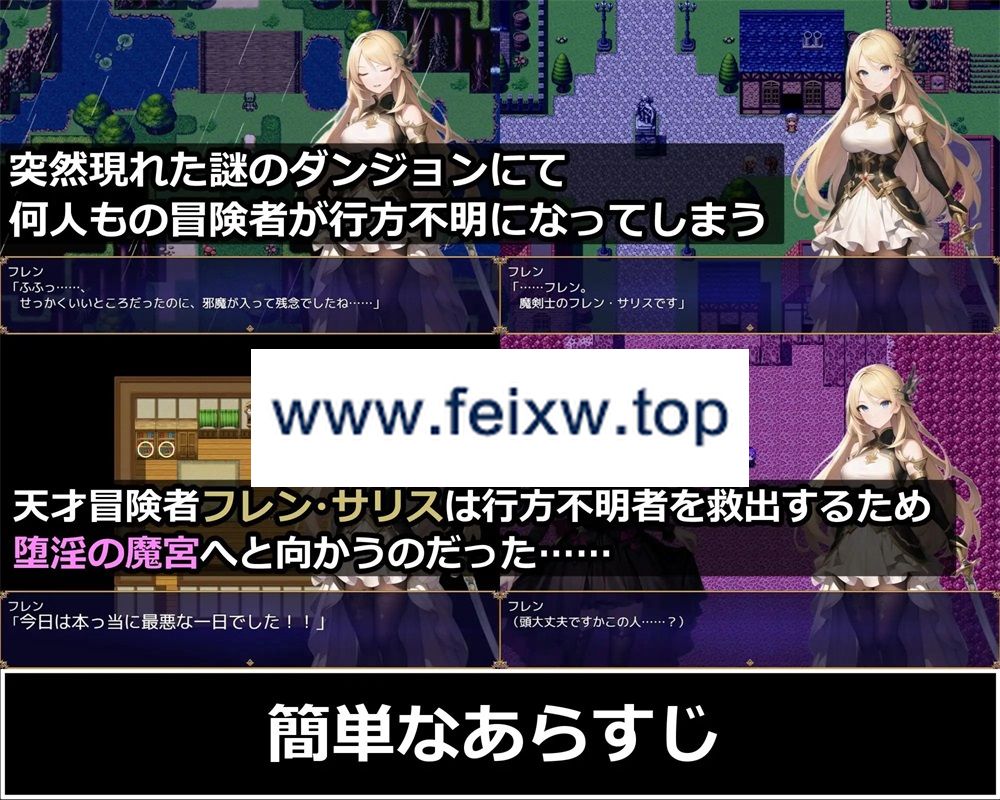 突然現れた謎のダンジョンにて
何人もの冒険者が行方不明になってしまう
フレン
「ふふっ……、
せっかくいいところだったのに、邪魔が入って残念でしたね……」
フレン
「……フレン。
魔剣士のフレン・サリスです」
www.feixw.top
天才冒険者フレン・サリスは行方不明者を救出するため
堕淫の魔宮へと向かうのだった……
フレン
「今日は本っ当に最悪な一日でした！！」
フレン
（頭大丈夫ですかこの人……？）
簡単なあらすじ